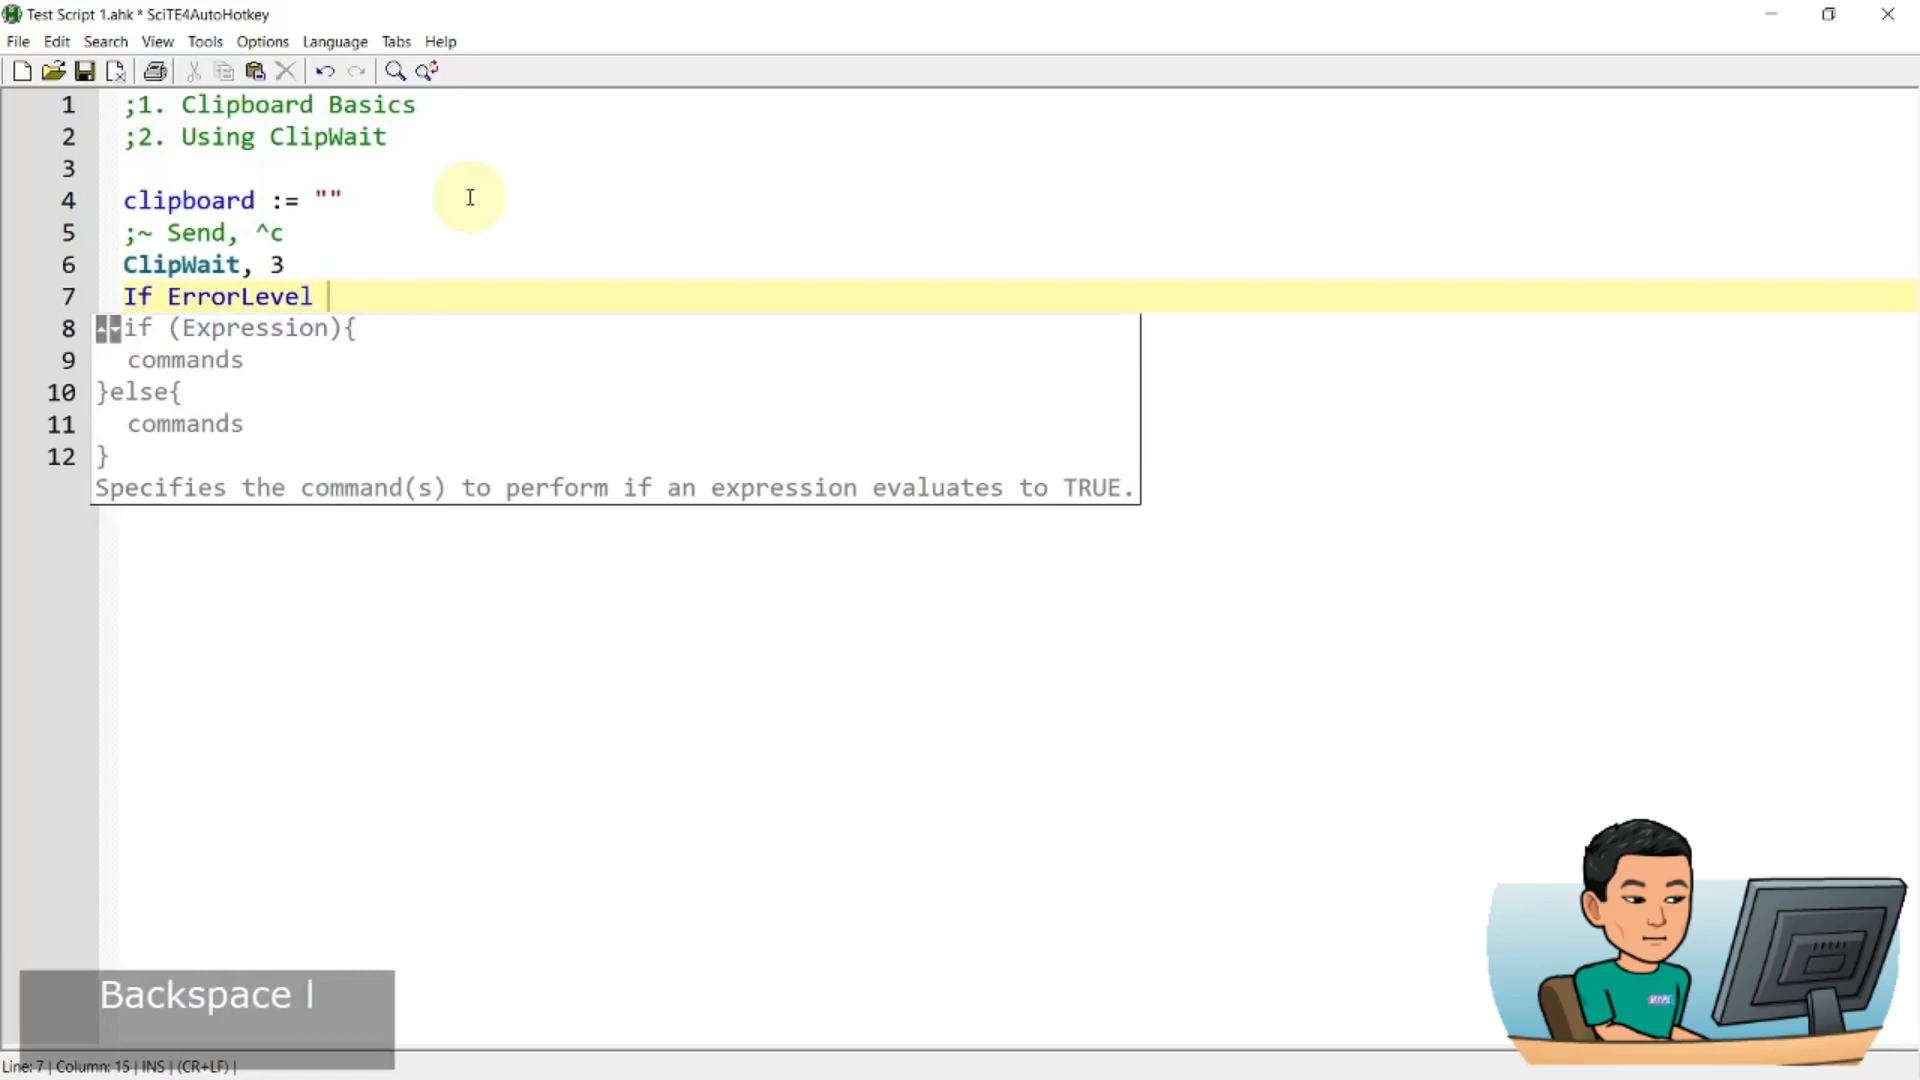 Test Script 1.ahk * SciTE4AutoHotkey
File Edit Search View Tools Options Language Tabs Help
1 ;1. Clipboard Basics
2 ;2. Using ClipWait
3
4 clipboard := ""
5 ;~ Send, ^c
6 ClipWait, 3
7 If ErrorLevel
8 if (Expression){
9 commands
10 }else{
11 commands
12 }
Specifies the command(s) to perform if an expression evaluates to TRUE.
Backspace l
Line: 7 | Column: 15 | INS | (CR+LF) |